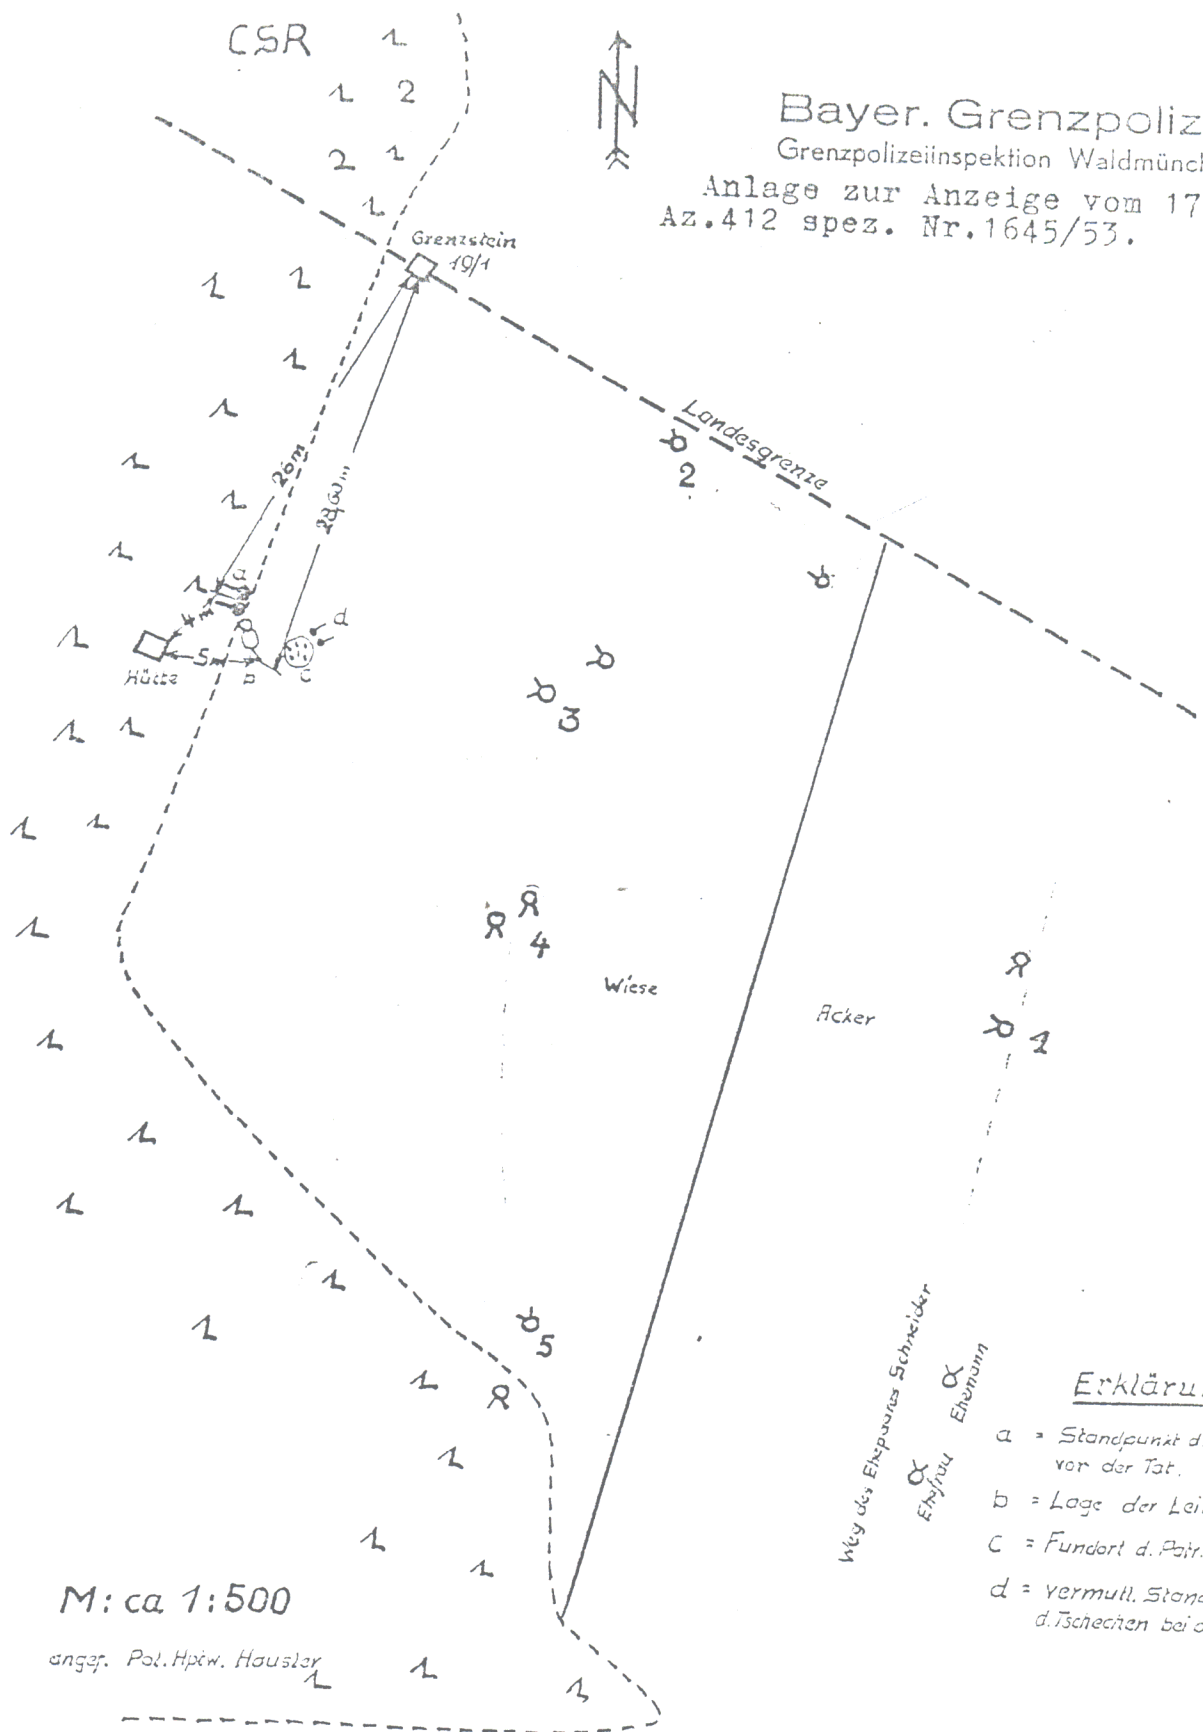 CSR
Bayer. Grenzpoliz
Grenzpolizeiinspektion Waldmünch
Anlage zur Anzeige vom 17
Az.412 spez. Nr.1645/53.
N
Grenzstein
19/1
Landesgrenze
2
26m
28,60m
a
4m
d
5m
b
c
Hütte
3
4
Wiese
Acker
1
5
Weg des Ehepaares Schneider
Ehefrau
Ehemann
Erkläru
a = Standpunkt d
vor der Tat.
b = Lage der Lei
c = Fundort d. Patr.
d = vermutl. Stand
d. Tschechen bei d
M: ca 1:500
angef. Pol. Hptw. Häusler